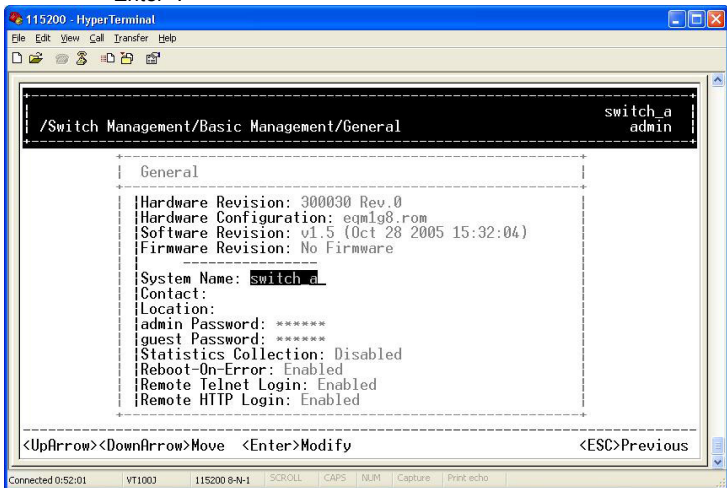 115200 - HyperTerminal
File Edit View Call Transfer Help
switch_a
/Switch Management/Basic Management/General admin
General
Hardware Revision: 300030 Rev.0
Hardware Configuration: eqm1g8.rom
Software Revision: v1.5 (Oct 28 2005 15:32:04)
Firmware Revision: No Firmware
----------------
System Name: switch_a_
Contact:
Location:
admin Password: ******
guest Password: ******
Statistics Collection: Disabled
Reboot-On-Error: Enabled
Remote Telnet Login: Enabled
Remote HTTP Login: Enabled
<UpArrow><DownArrow>Move <Enter>Modify <ESC>Previous
Connected 0:52:01 VT100J 115200 8-N-1 SCROLL CAPS NUM Capture Print echo